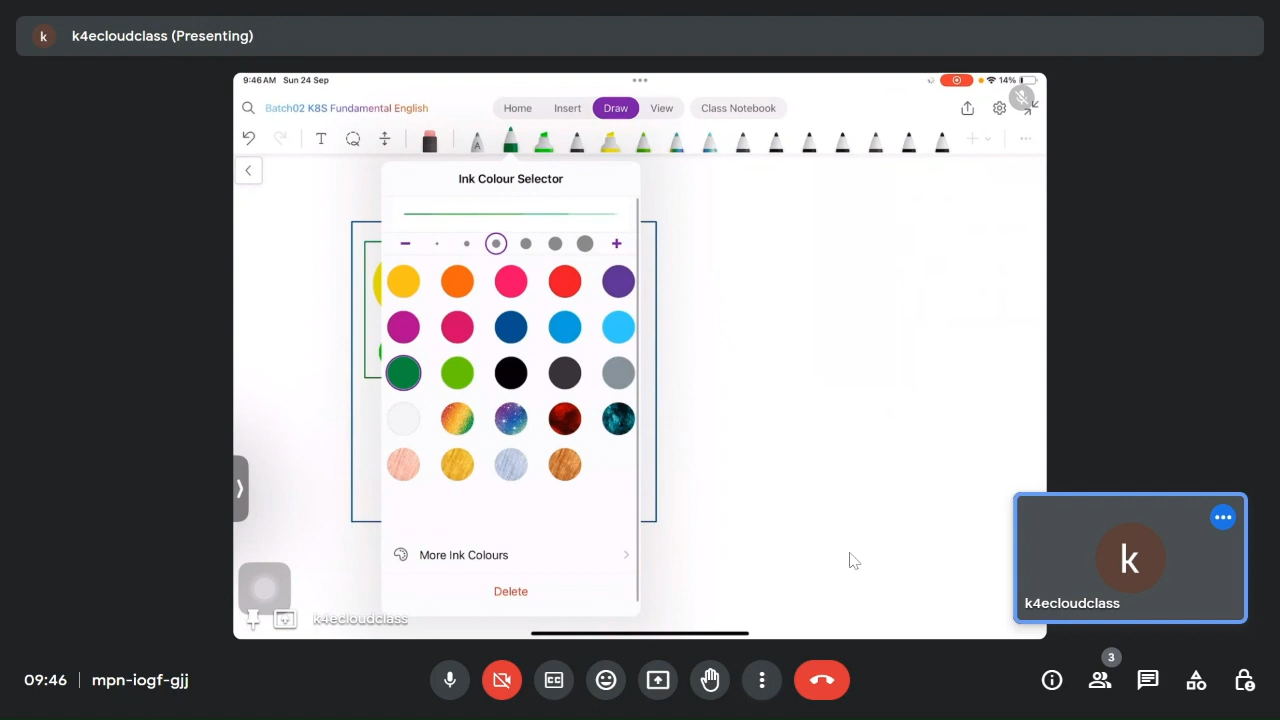 k
k4ecloudclass (Presenting)
9:46 AM Sun 24 Sep
14%
Batch02 K8S Fundamental English
Home
Insert
Draw
View
Class Notebook
T
A
Ink Colour Selector
More Ink Colours
Delete
k4ecloudclass
k
k4ecloudclass
09:46
mpn-iogf-gjj
CC
3